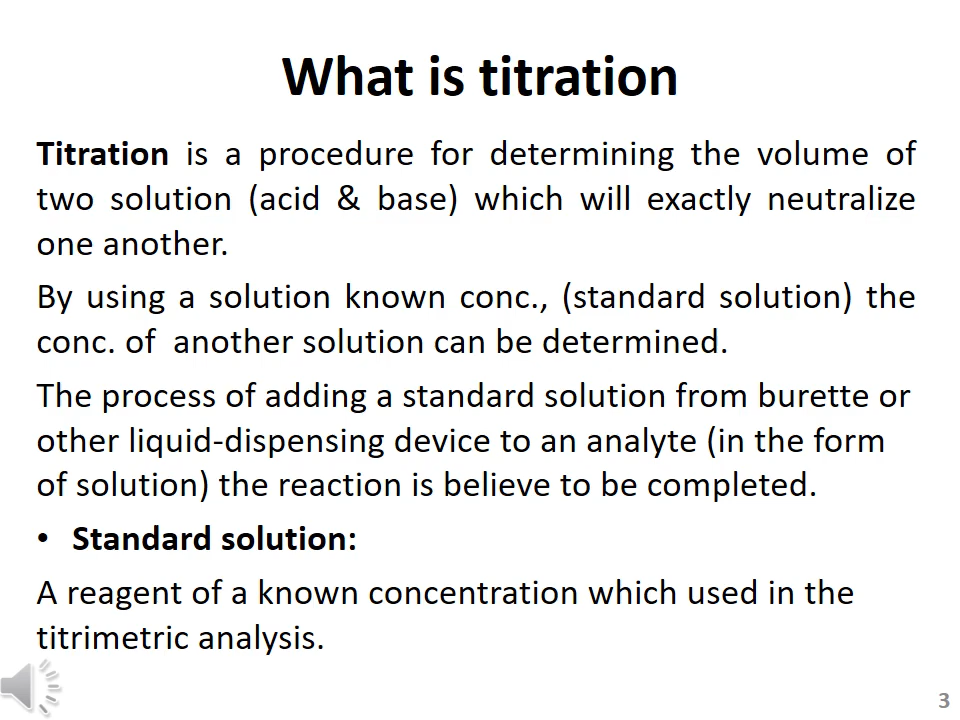 What is titration
Titration is a procedure for determining the volume of
two solution (acid & base) which will exactly neutralize
one another.
By using a solution known conc., (standard solution) the
conc. of another solution can be determined.
The process of adding a standard solution from burette or
other liquid-dispensing device to an analyte (in the form
of solution) the reaction is believe to be completed.
• Standard solution:
A reagent of a known concentration which used in the
titrimetric analysis.
3